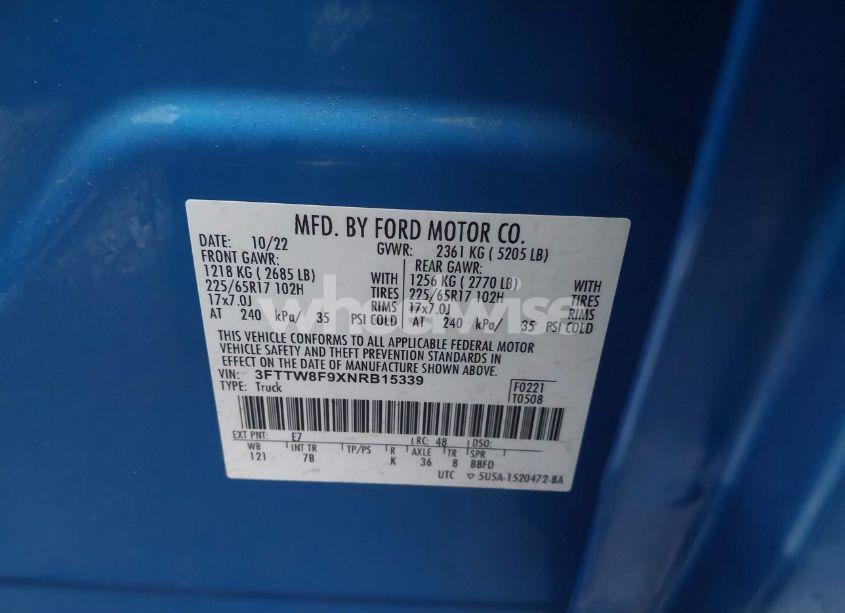 MFD. BY FORD MOTOR CO.
DATE: 10/22 GVWR: 2361 KG ( 5205 LB)
FRONT GAWR: REAR GAWR:
1218 KG ( 2685 LB) WITH 1256 KG ( 2770 LB) WITH
225/65R17 102H TIRES 225/65R17 102H TIRES
17x7.0J RIMS 17x7.0J RIMS
AT 240 kPa/ 35 PSI COLD AT 240 kPa/ 35 PSI COLD
THIS VEHICLE CONFORMS TO ALL APPLICABLE FEDERAL MOTOR
VEHICLE SAFETY AND THEFT PREVENTION STANDARDS IN
EFFECT ON THE DATE OF MANUFACTURE SHOWN ABOVE.
VIN: 3FTTW8F9XNRB15339 F0221
TYPE: Truck T0508
EXT PNT: E7 RC: 48 DSO:
WB INT TR TP/PS R AXLE TR SPR
121 7B K 36 8 BBFD
UTC ▽ 5U5A-1520472-BA
wheelwise